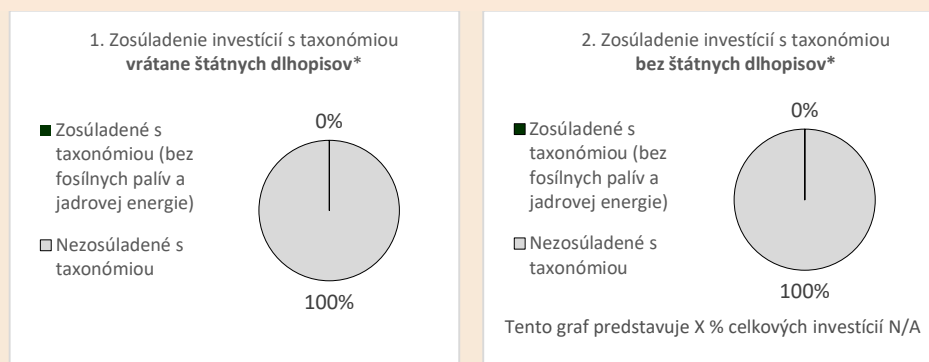 1. Zosúladenie investícií s taxonómiou
vrátane štátnych dlhopisov*
Zosúladené s
taxonómiou (bez
fosílnych palív a
jadrovej energie)
Nezosúladené s
taxonómiou
0%
100%
2. Zosúladenie investícií s taxonómiou
bez štátnych dlhopisov*
Zosúladené s
taxonómiou (bez
fosílnych palív a
jadrovej energie)
Nezosúladené s
taxonómiou
0%
100%
Tento graf predstavuje X % celkových investícií N/A